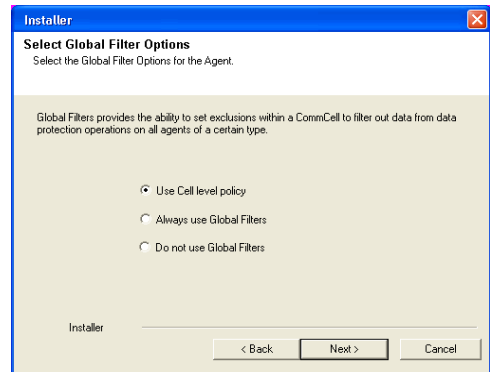 Installer
Select Global Filter Options
Select the Global Filter Options for the Agent.
Global Filters provides the ability to set exclusions within a CommCell to filter out data from data
protection operations on all agents of a certain type.
Use Cell level policy
Always use Global Filters
Do not use Global Filters
Installer
< Back
Next >
Cancel